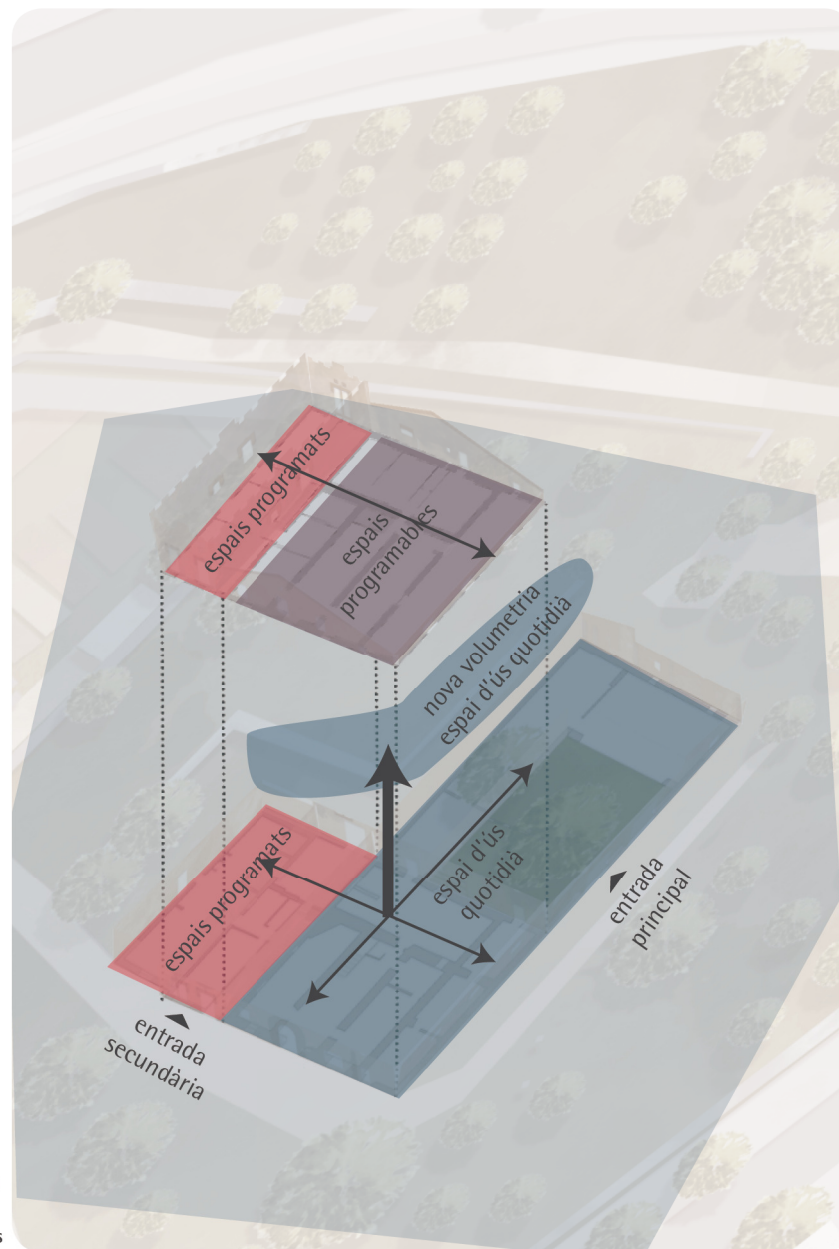 espais programats
espais
programables
nova volumetria
espai d'ús quotidià
espai d'ús
quotidià
espais programats
entrada
principal
entrada
secundària
s